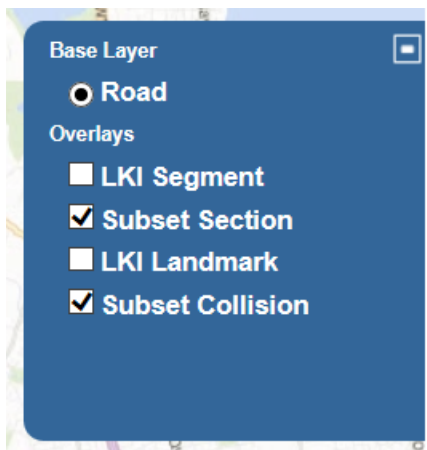 Base Layer
Road
Overlays
LKI Segment
Subset Section
LKI Landmark
Subset Collision